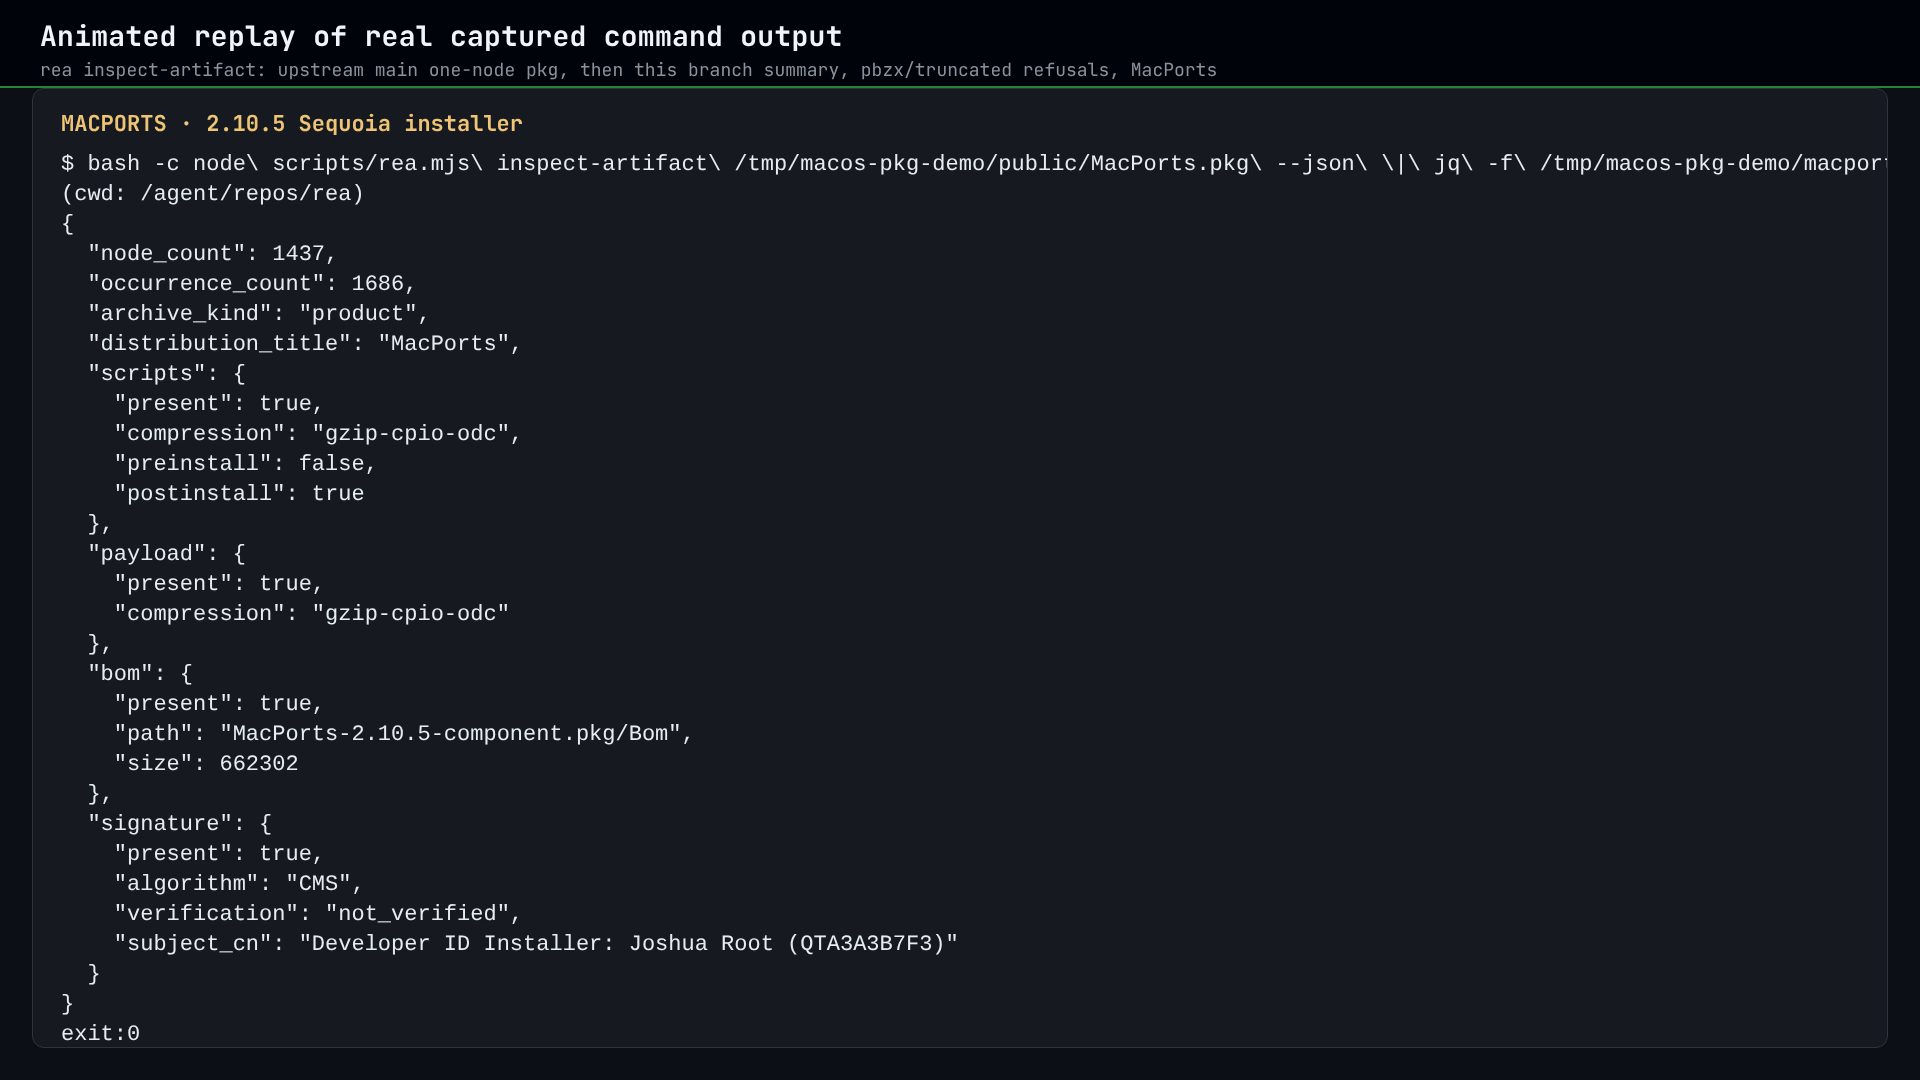 Animated replay of real captured command output
rea inspect-artifact: upstream main one-node pkg, then this branch summary, pbzx/truncated refusals, MacPorts
MACPORTS · 2.10.5 Sequoia installer
$ bash -c node\ scripts/rea.mjs\ inspect-artifact\ /tmp/macos-pkg-demo/public/MacPorts.pkg\ --json\ \|\ jq\ -f\ /tmp/macos-pkg-demo/macport
(cwd: /agent/repos/rea)
{
  "node_count": 1437,
  "occurrence_count": 1686,
  "archive_kind": "product",
  "distribution_title": "MacPorts",
  "scripts": {
    "present": true,
    "compression": "gzip-cpio-odc",
    "preinstall": false,
    "postinstall": true
  },
  "payload": {
    "present": true,
    "compression": "gzip-cpio-odc"
  },
  "bom": {
    "present": true,
    "path": "MacPorts-2.10.5-component.pkg/Bom",
    "size": 662302
  },
  "signature": {
    "present": true,
    "algorithm": "CMS",
    "verification": "not_verified",
    "subject_cn": "Developer ID Installer: Joshua Root (QTA3A3B7F3)"
  }
}
exit:0